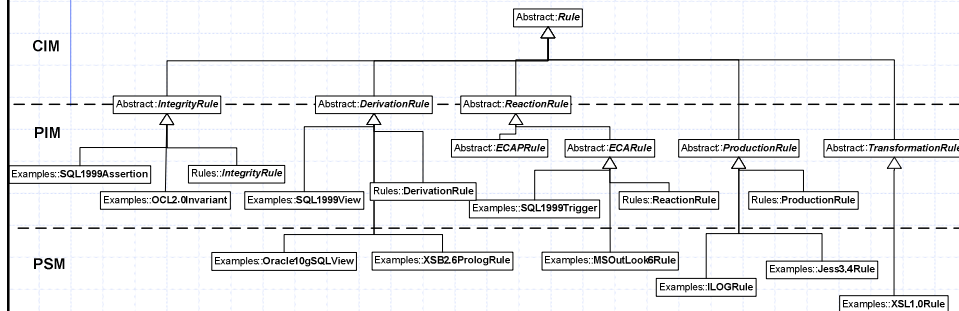 Abstract::Rule
CIM
Abstract::IntegrityRule
Abstract::DerivationRule
Abstract::ReactionRule
PIM
Abstract::ECAPRule
Abstract::ECARule
Abstract::ProductionRule
Abstract::TransformationRule
Examples::SQL1999Assertion
Rules::IntegrityRule
Examples::OCL2.0Invariant
Examples::SQL1999View
Rules::DerivationRule
Examples::SQL1999Trigger
Rules::ReactionRule
Rules::ProductionRule
PSM
Examples::Oracle10gSQLView
Examples::XSB2.6PrologRule
Examples::MSOutLook6Rule
Examples::Jess3,4Rule
Examples::ILOGRule
Examples::XSL1.0Rule